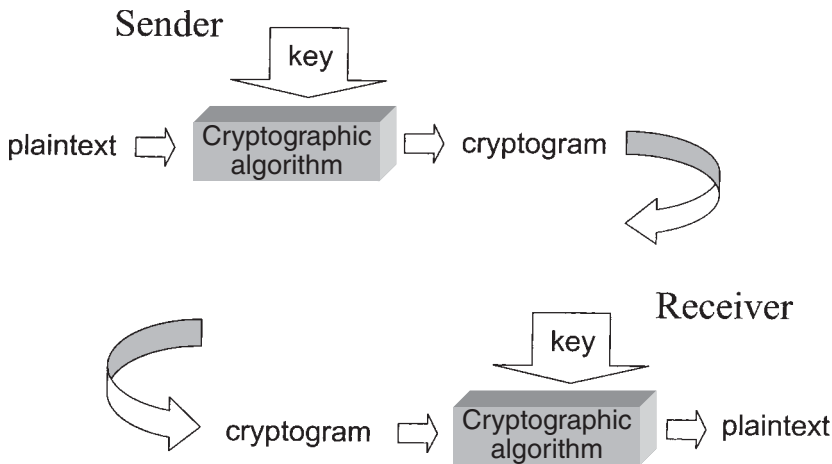 Sender
key
plaintext
Cryptographic
algorithm
cryptogram
Receiver
key
cryptogram
Cryptographic
algorithm
plaintext